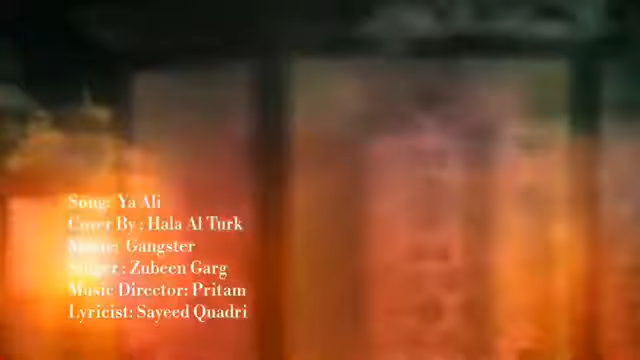 Song: Ya Ali
Cover By : Hala Al Turk
Movie: Gangster
Singer : Zubeen Garg
Music Director: Pritam
Lyricist: Sayeed Quadri